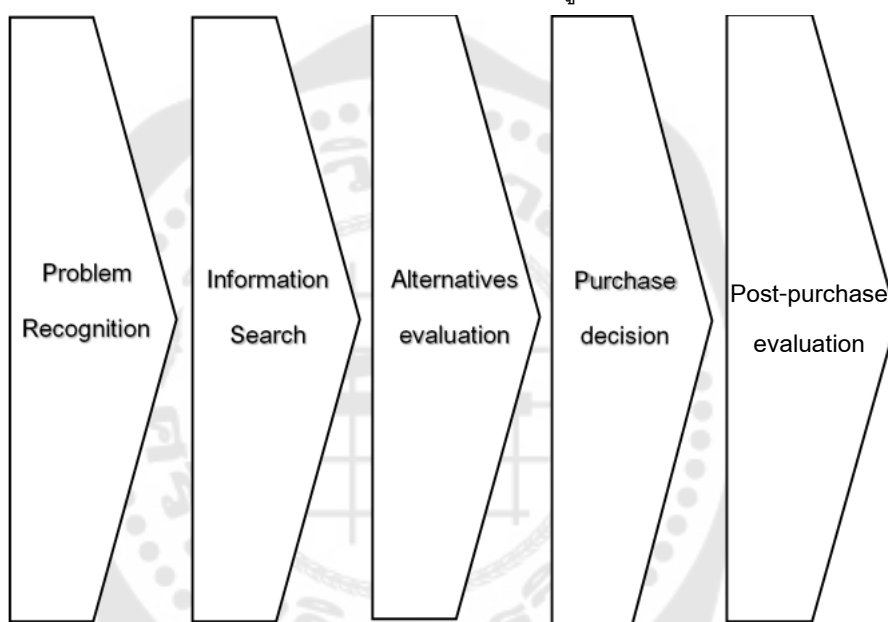 Problem
Recognition
Information
Search
Alternatives
evaluation
Purchase
decision
Post-purchase
evaluation